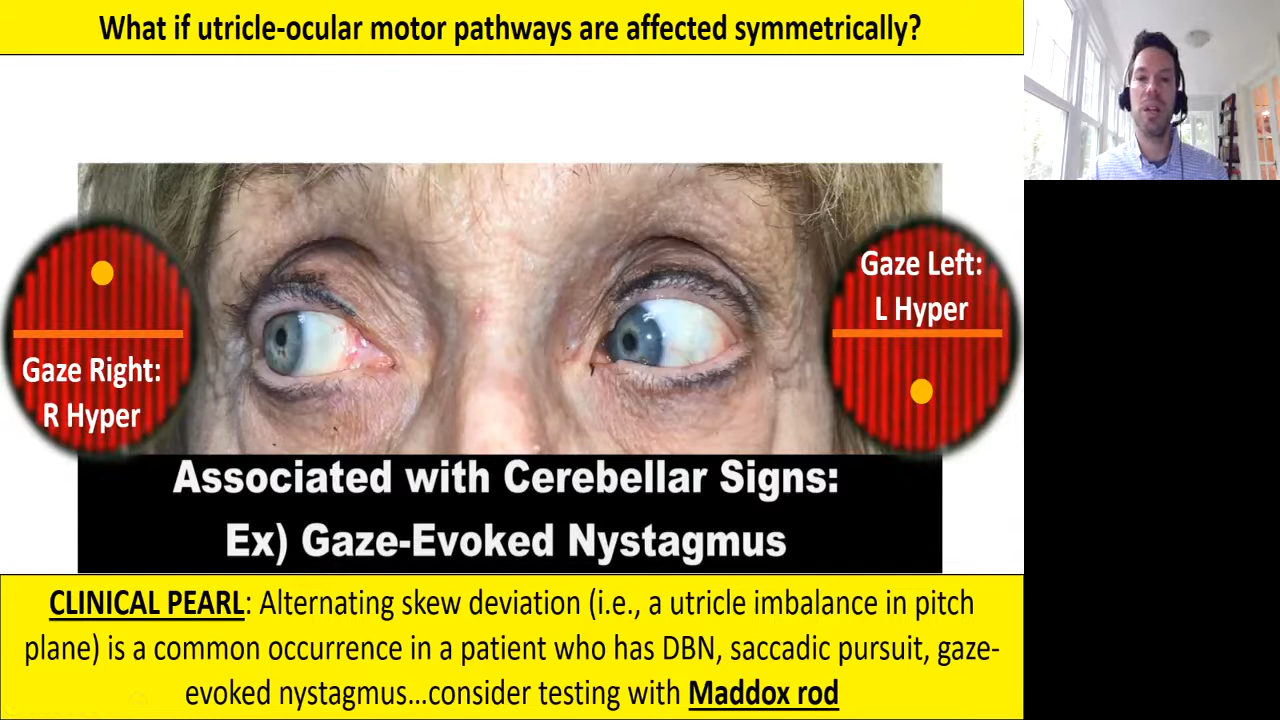 What if utricle-ocular motor pathways are affected symmetrically?
Gaze Right:
R Hyper
Gaze Left:
L Hyper
Associated with Cerebellar Signs:
Ex) Gaze-Evoked Nystagmus
CLINICAL PEARL: Alternating skew deviation (i.e., a utricle imbalance in pitch
plane) is a common occurrence in a patient who has DBN, saccadic pursuit, gaze-
evoked nystagmus...consider testing with Maddox rod